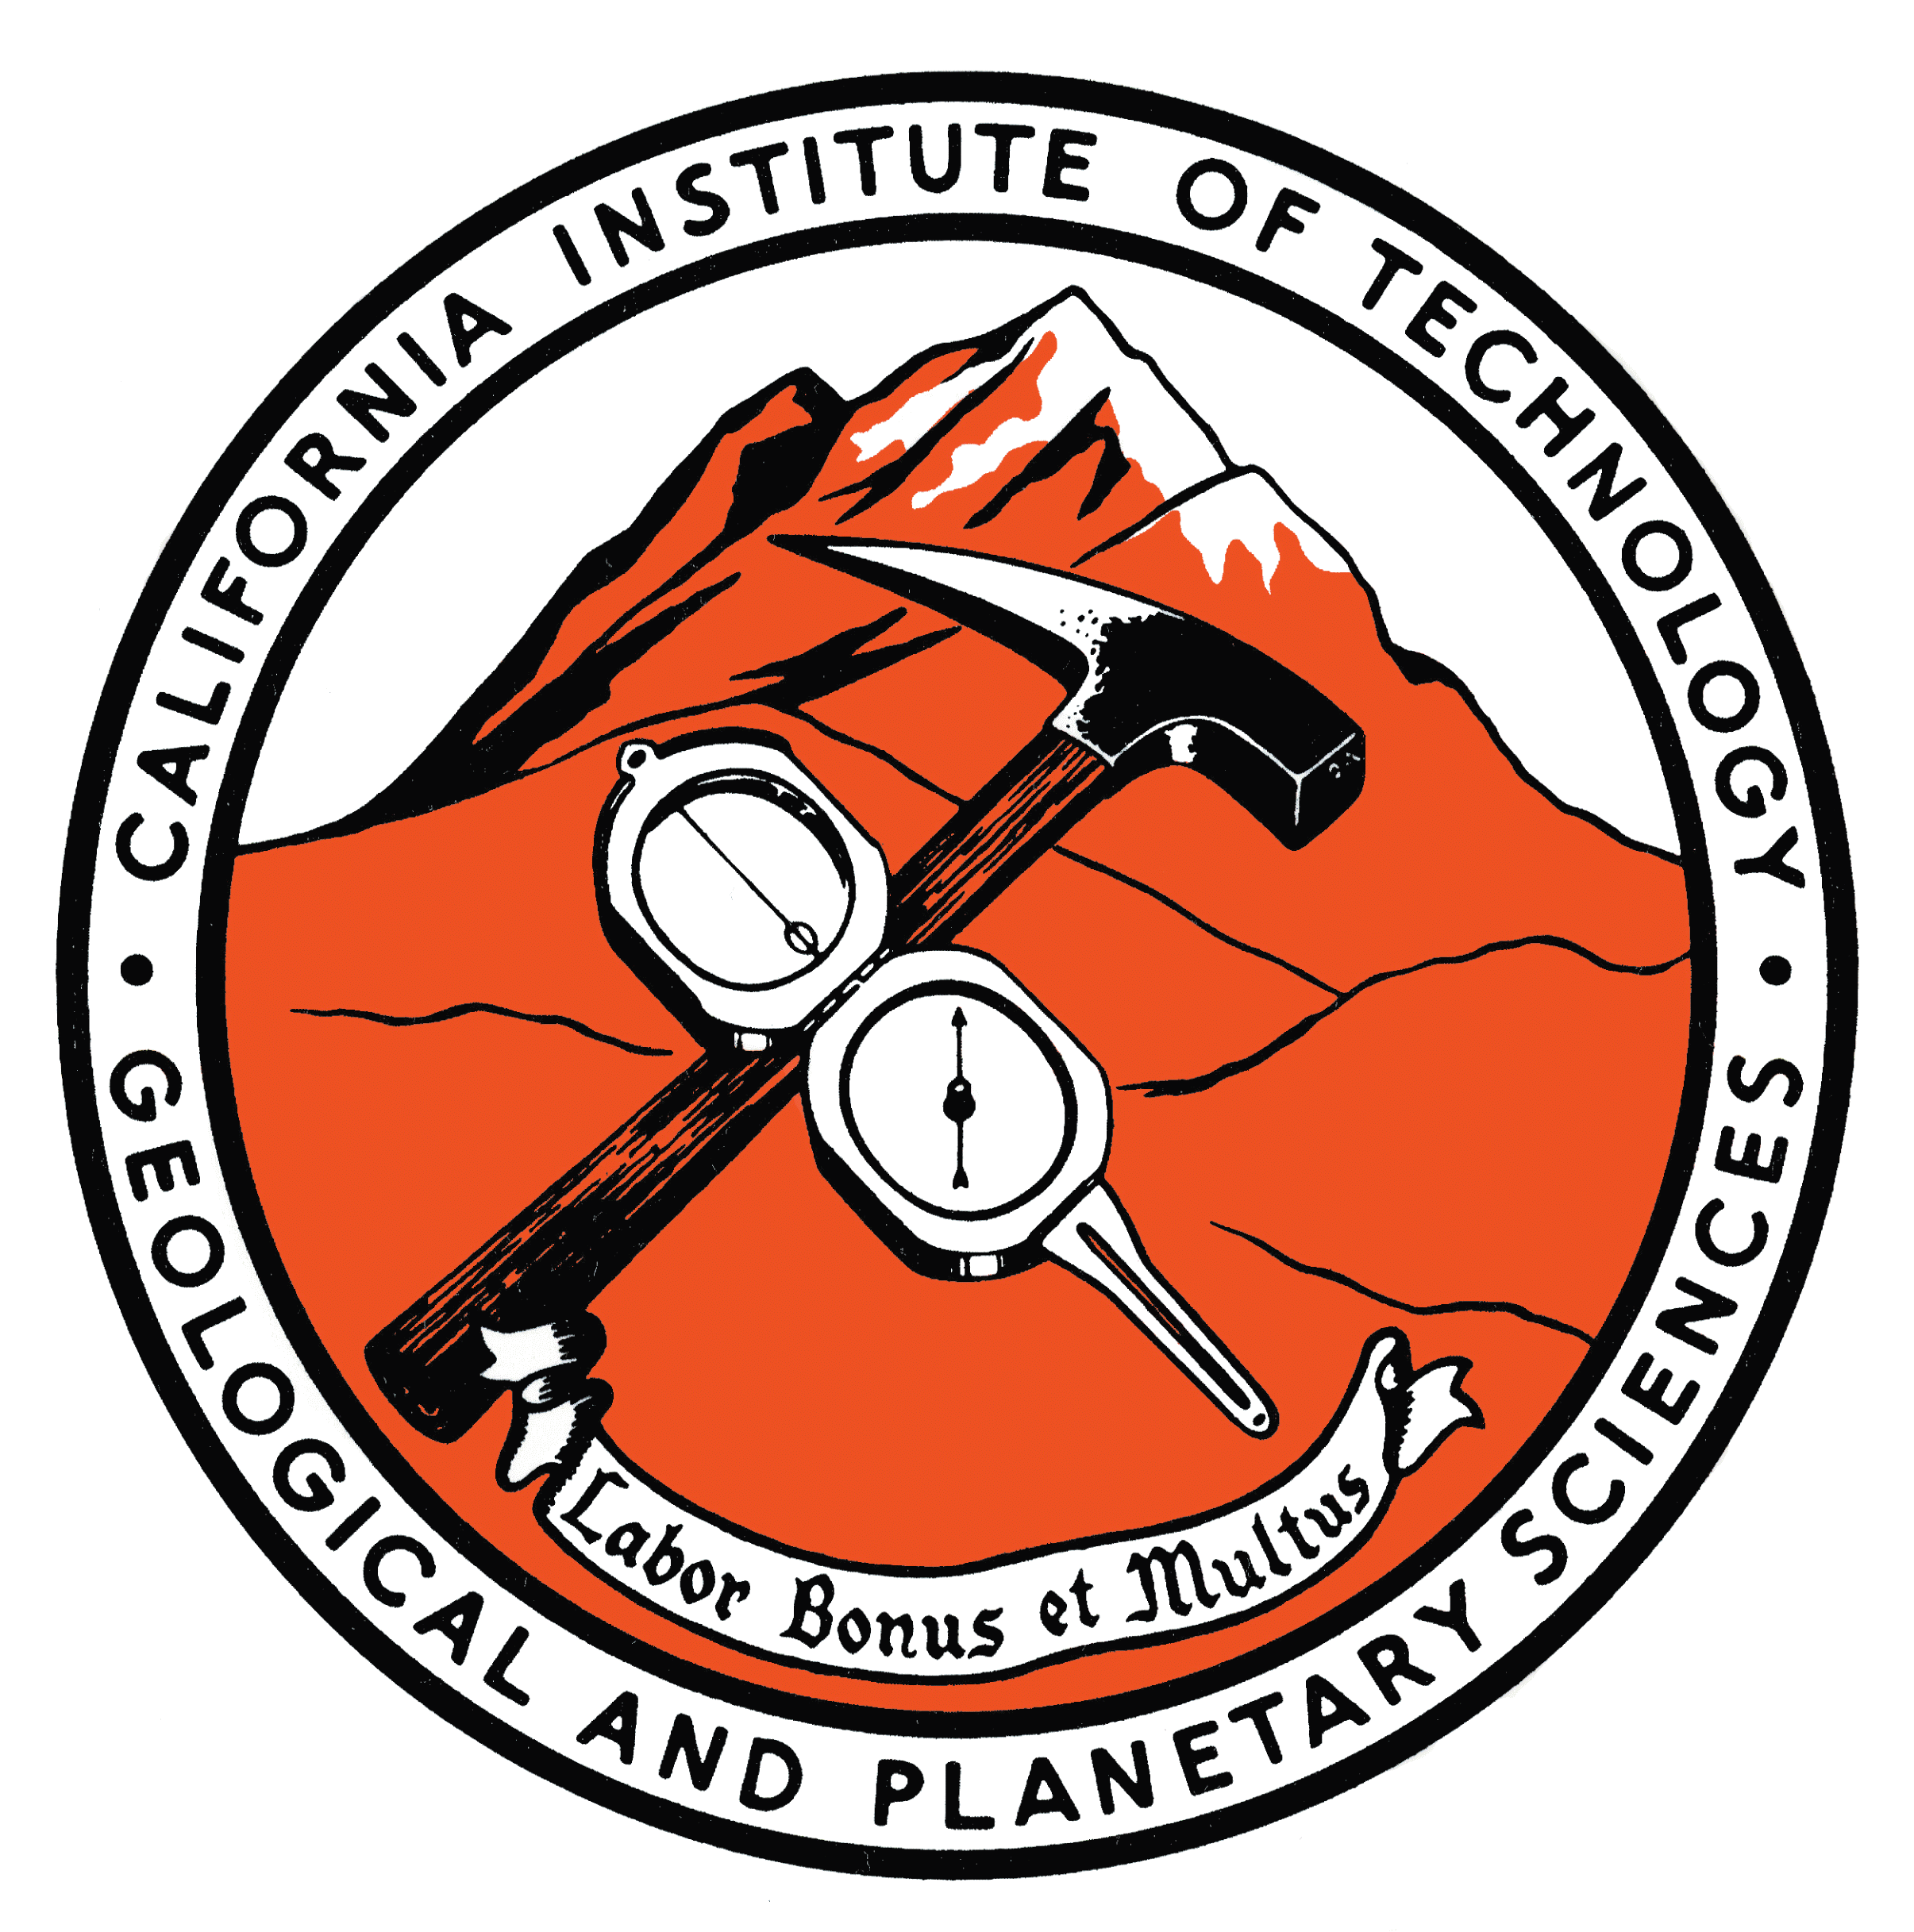 CALIFORNIA INSTITUTE OF TECHNOLOGY
GEOLOGICAL AND PLANETARY SCIENCES
Labor Bonus et Multus